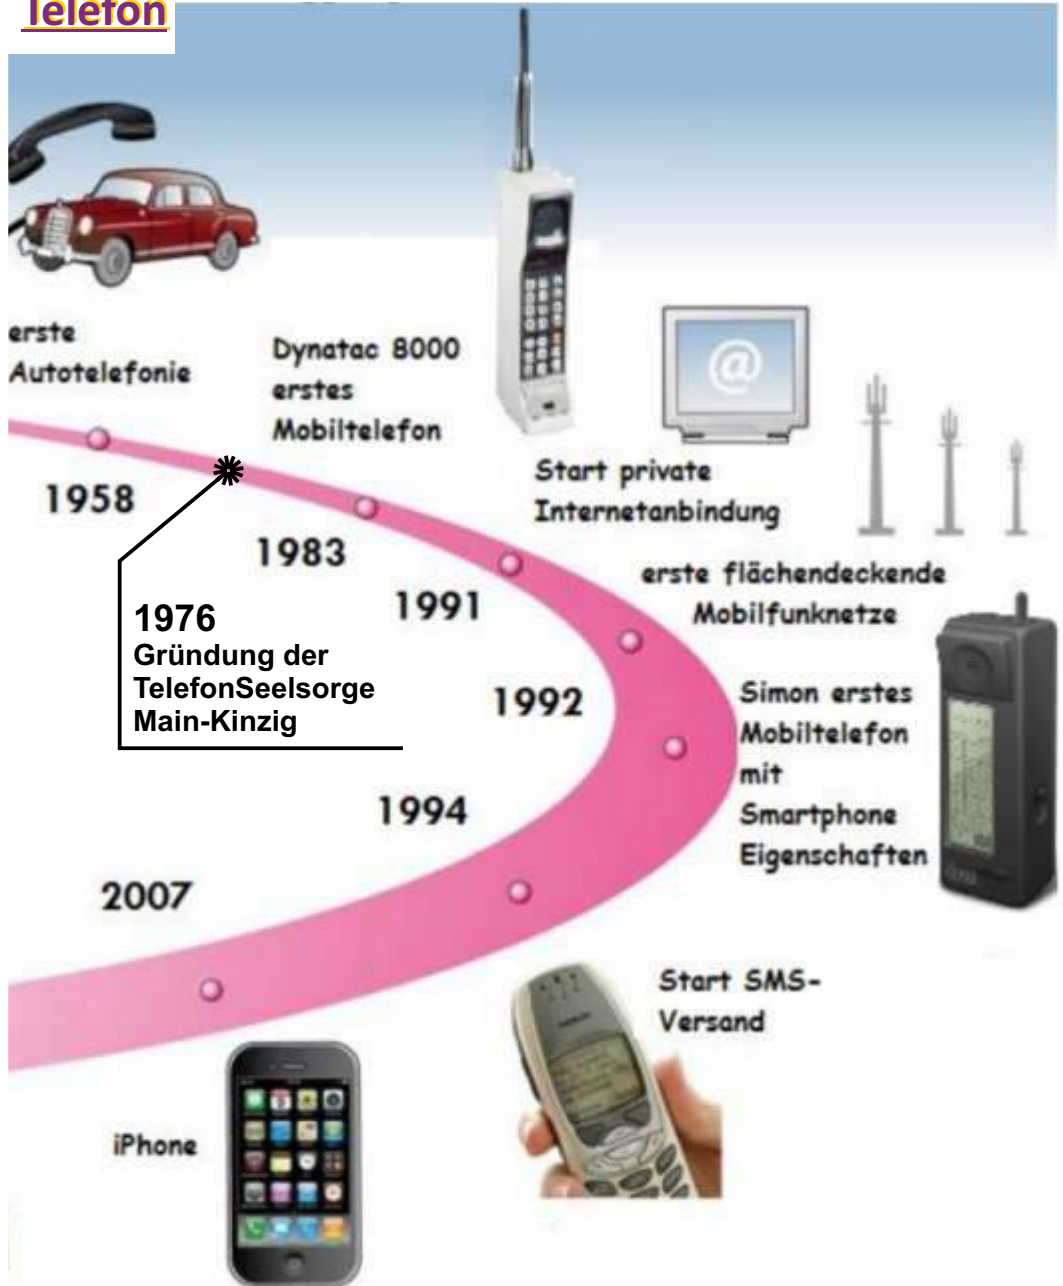 Telefon
erste
Autotelefonie
Dynatac 8000
erstes
Mobiltelefon
@
Start private
Internetanbindung
1958
1983
1991
erste flächendeckende
Mobilfunknetze
1976
Gründung der
TelefonSeelsorge
Main-Kinzig
1992
Simon erstes
Mobiltelefon
mit
Smartphone
Eigenschaften
1994
2007
Start SMS-
Versand
iPhone